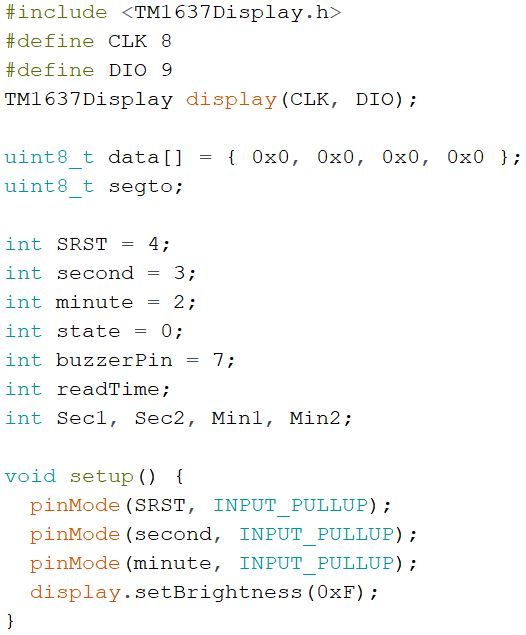 #include <TM1637Display.h>
#define CLK 8
#define DIO 9
TM1637Display display(CLK, DIO);

uint8_t data[] = { 0x0, 0x0, 0x0, 0x0 };
uint8_t segto;

int SRST = 4;
int second = 3;
int minute = 2;
int state = 0;
int buzzerPin = 7;
int readTime;
int Sec1, Sec2, Min1, Min2;

void setup() {
  pinMode(SRST, INPUT_PULLUP);
  pinMode(second, INPUT_PULLUP);
  pinMode(minute, INPUT_PULLUP);
  display.setBrightness(0xF);
}